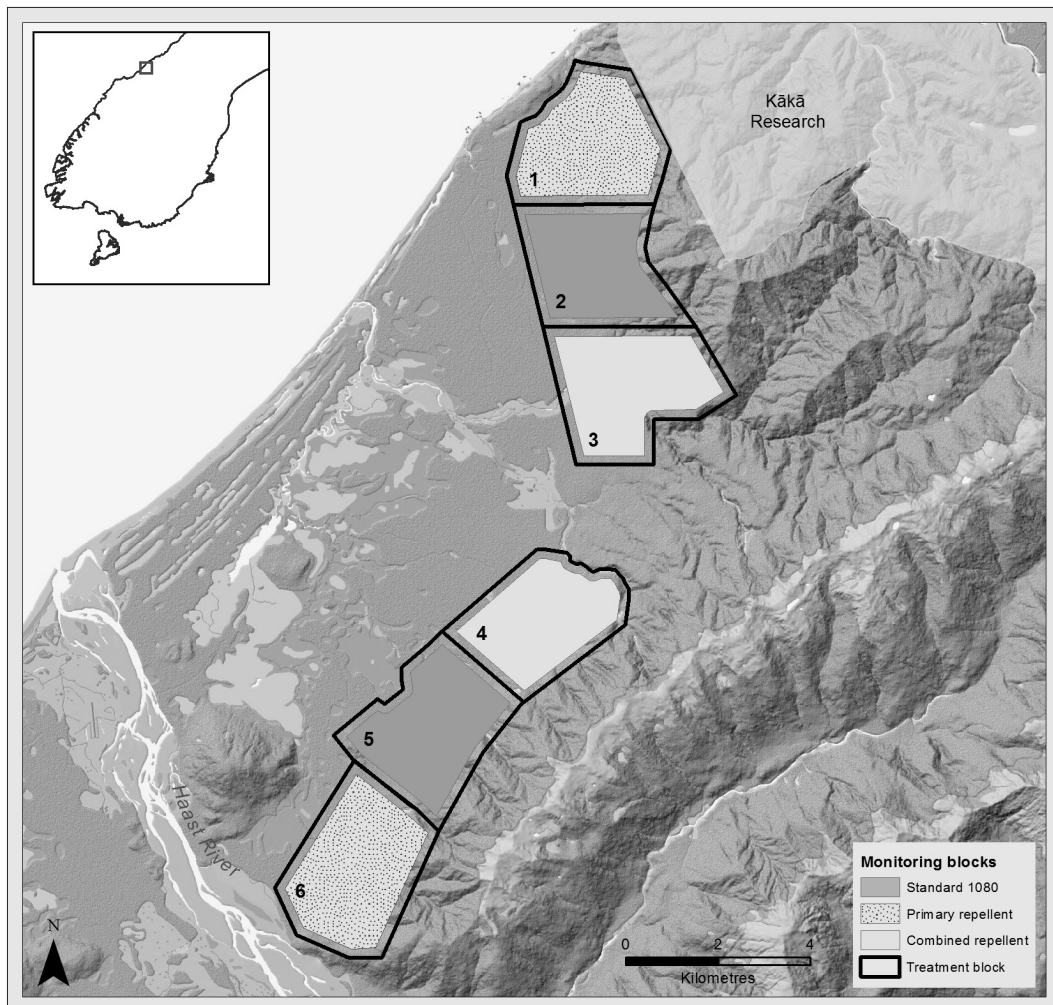 Kākā
Research
1
2
3
4
5
6
Haast River
N
Monitoring blocks
Standard 1080
Primary repellent
Combined repellent
Treatment block
0 2 4
Kilometres